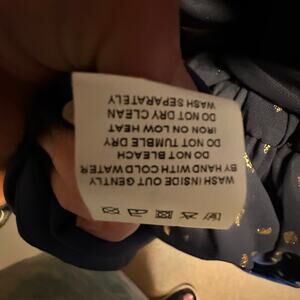 WASH INSIDE OUT GENTLY
BY HAND WITH COLD WATER
DO NOT BLEACH
DO NOT TUMBLE DRY
IRON ON LOW HEAT
DO NOT DRY CLEAN
WASH SEPARATELY